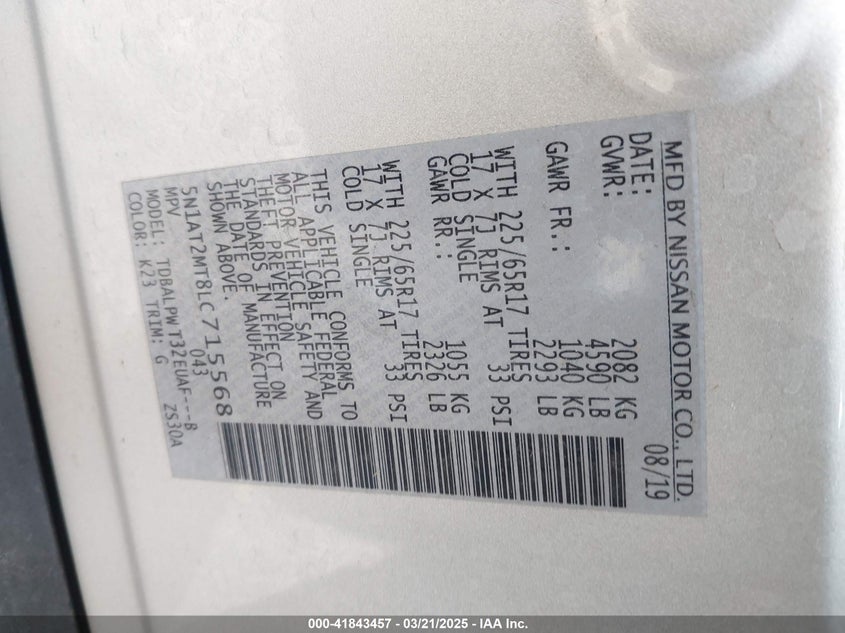 MFD BY NISSAN MOTOR CO., LTD.
DATE: 08/19
GVWR: 2082 KG
4590 LB
GAWR FR.: 1040 KG
2293 LB
WITH 225/65R17 TIRES
17 X 7J RIMS AT 33 PSI
COLD SINGLE
GAWR RR.: 1055 KG
2326 LB
WITH 225/65R17 TIRES
17 X 7J RIMS AT 33 PSI
COLD SINGLE
THIS VEHICLE CONFORMS TO
ALL APPLICABLE FEDERAL
MOTOR VEHICLE SAFETY AND
THEFT PREVENTION
STANDARDS IN EFFECT ON
THE DATE OF MANUFACTURE
SHOWN ABOVE.
5N1AT2MT8LC715568
MPV 043
MODEL: TDBALPW T32EUAF---B
COLOR: K23 TRIM: G ZS30A
000-41843457 - 03/21/2025 - IAA Inc.